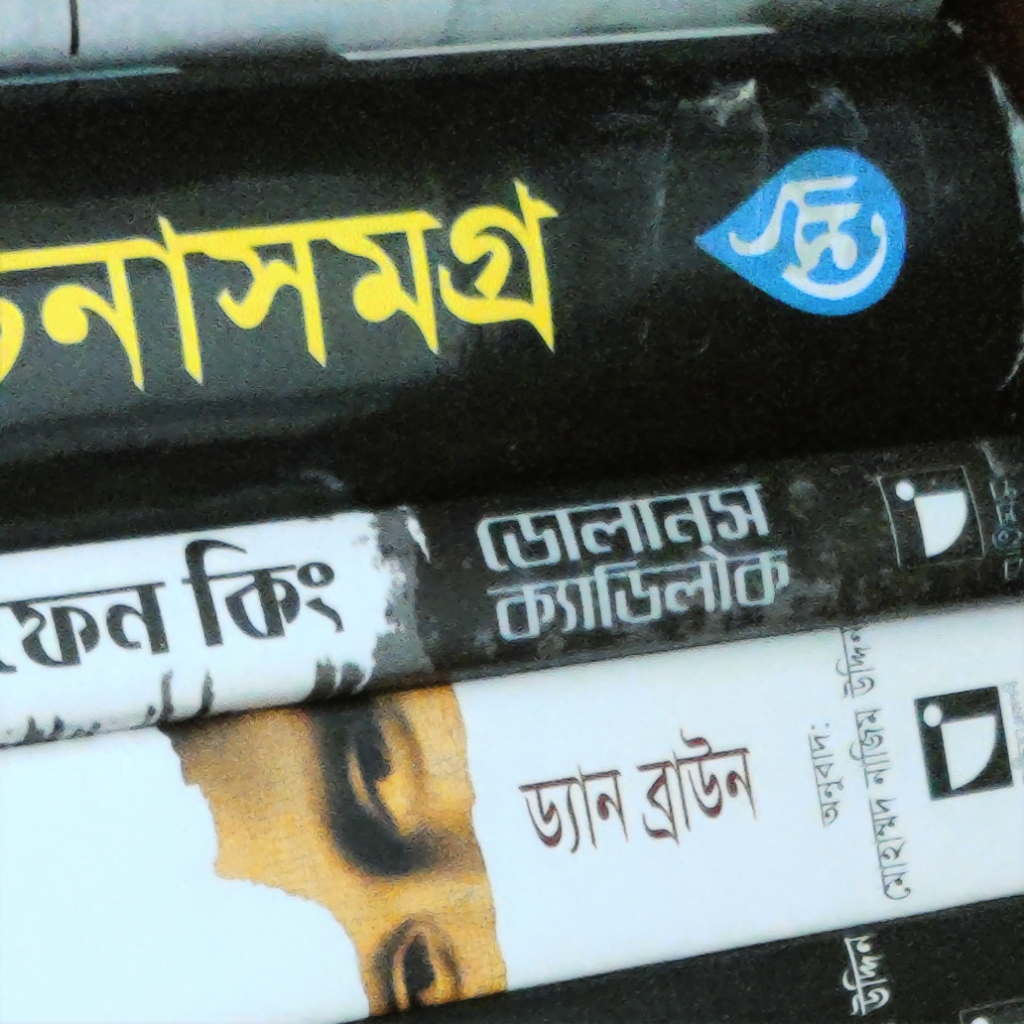 নাসমগ্র
ফেন কিং
ডোলানস
ক্যাডিলাক
ড্যান ব্রাউন
অনুবাদ:
মোহাম্মদ নাজিম উদ্দিন